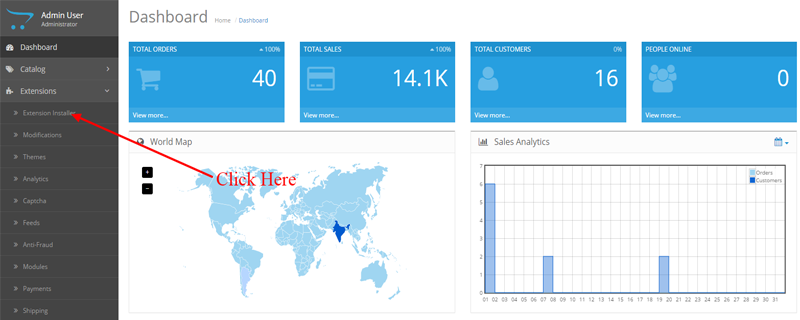 Admin User
Administrator
Dashboard
Catalog
Extensions
Extension Installer
Modifications
Themes
Analytics
Captcha
Feeds
Anti-Fraud
Modules
Payments
Shipping
Dashboard Home / Dashboard
TOTAL ORDERS 100%
40
View more...
TOTAL SALES 100%
14.1K
View more...
TOTAL CUSTOMERS 0%
16
View more...
PEOPLE ONLINE
0
View more...
World Map
+
−
Click Here
Sales Analytics
Orders
Customers
7
6
5
4
3
2
1
0
01 02 03 04 05 06 07 08 09 10 11 12 13 14 15 16 17 18 19 20 21 22 23 24 25 26 27 28 29 30 31